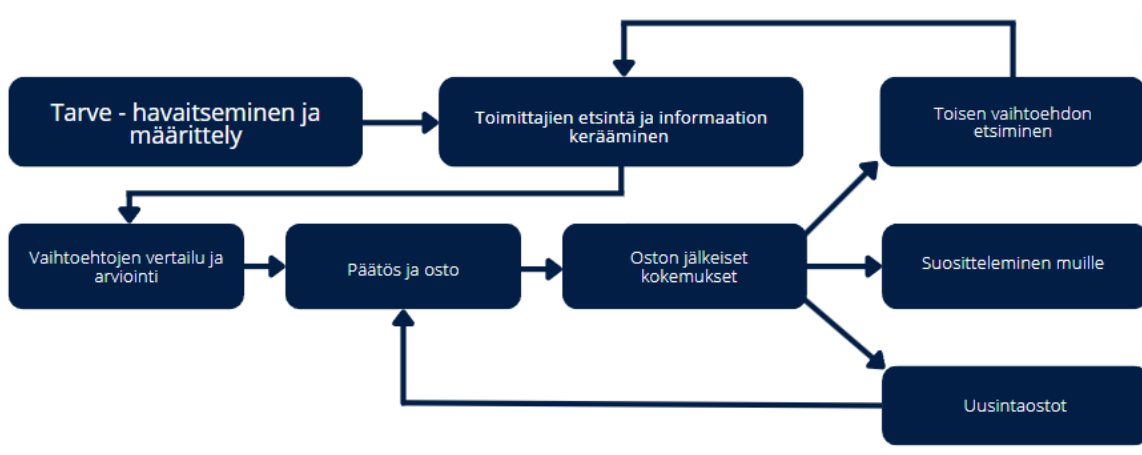 Tarve - havaitseminen ja
määrittely
Toimittajien etsintä ja informaation
kerääminen
Toisen vaihtoehdon
etsiminen
Vaihtoehtojen vertailu ja
arviointi
Päätös ja osto
Oston jälkeiset
kokemukset
Suositteleminen muille
Uusintaostot